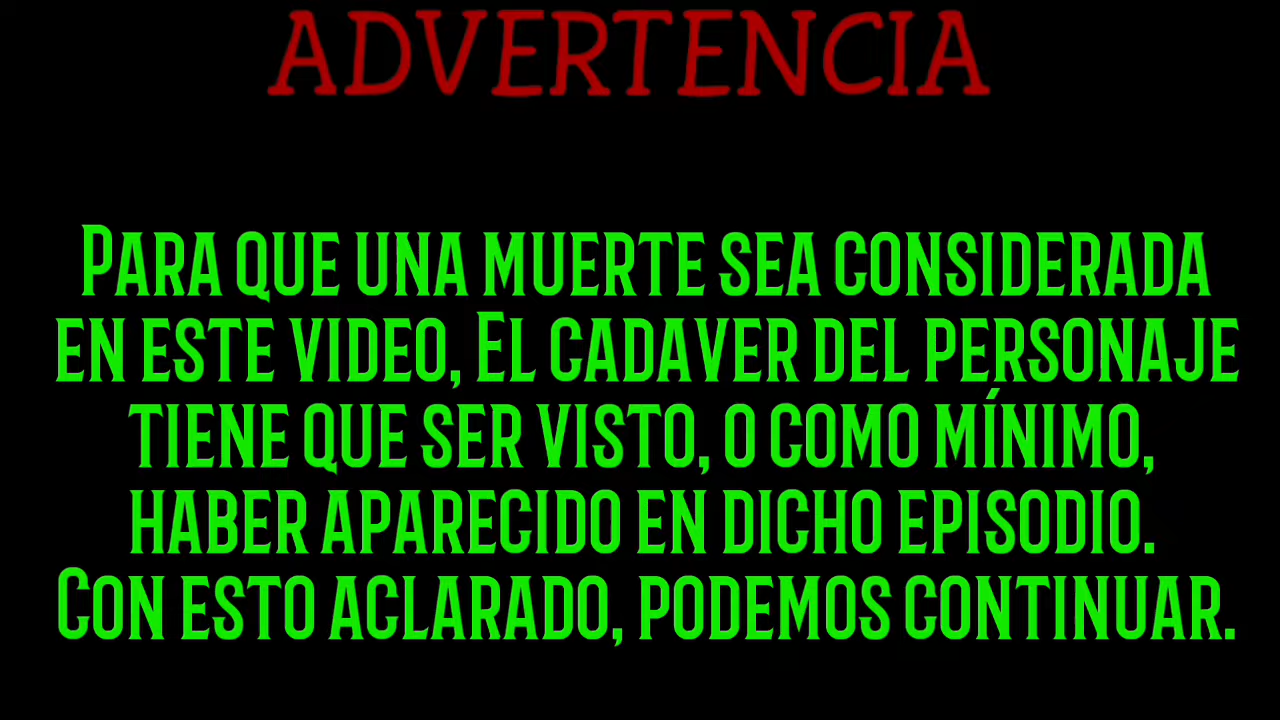 ADVERTENCIA
PARA QUE UNA MUERTE SEA CONSIDERADA
EN ESTE VIDEO, EL CADAVER DEL PERSONAJE
TIENE QUE SER VISTO, O COMO MÍNIMO,
HABER APARECIDO EN DICHO EPISODIO.
CON ESTO ACLARADO, PODEMOS CONTINUAR.